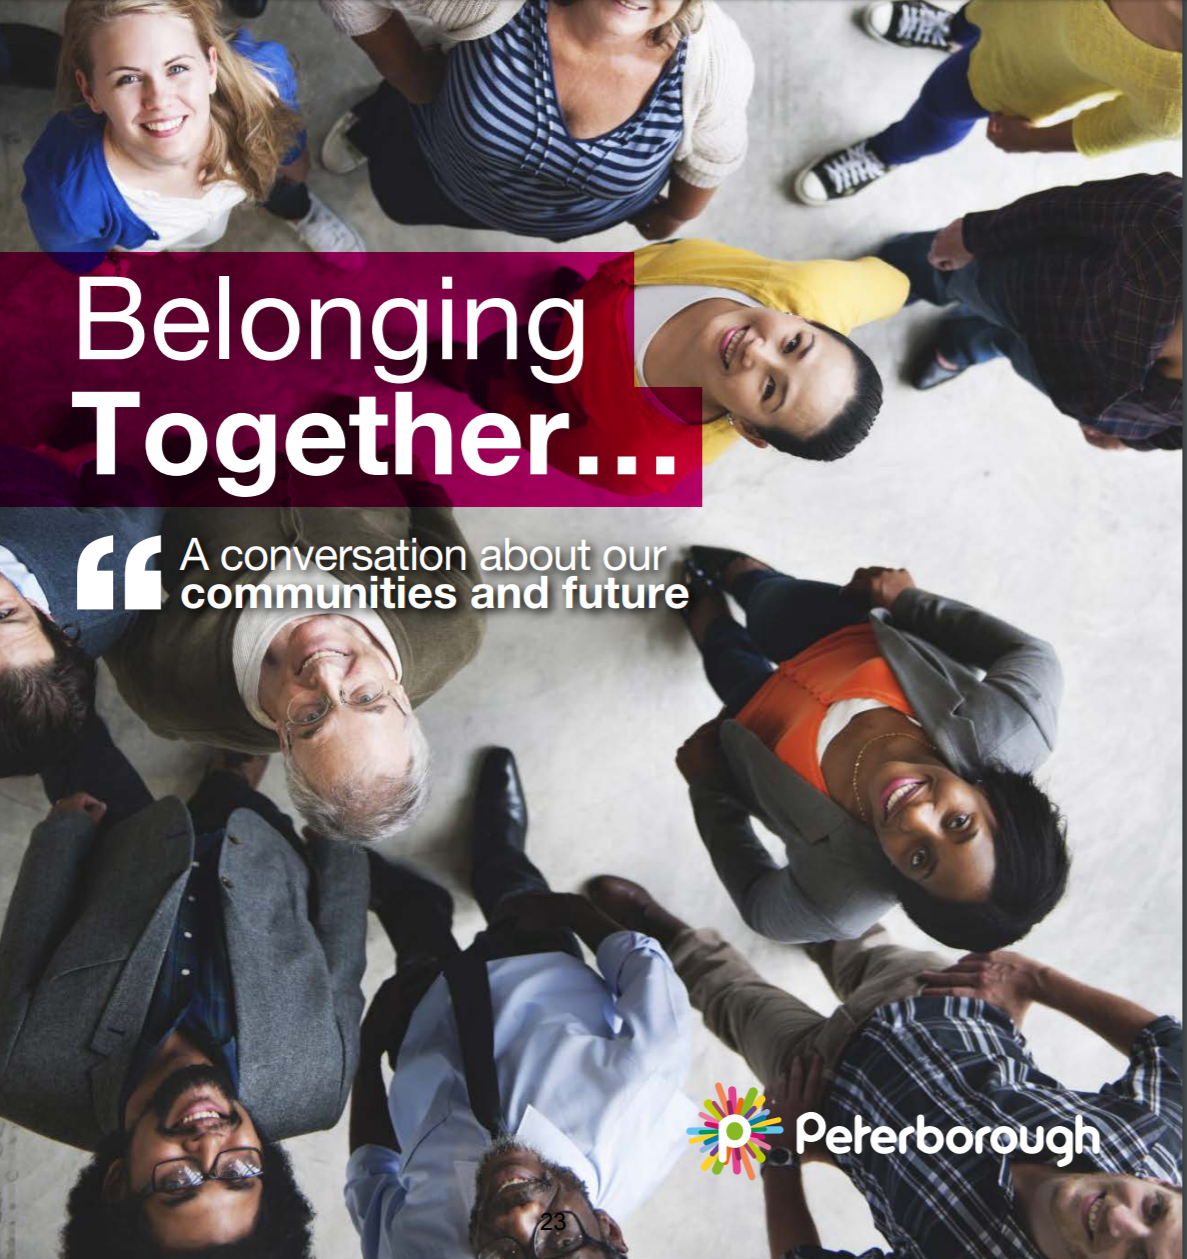 Belonging
Together...
“ A conversation about our
communities and future
Peterborough
23